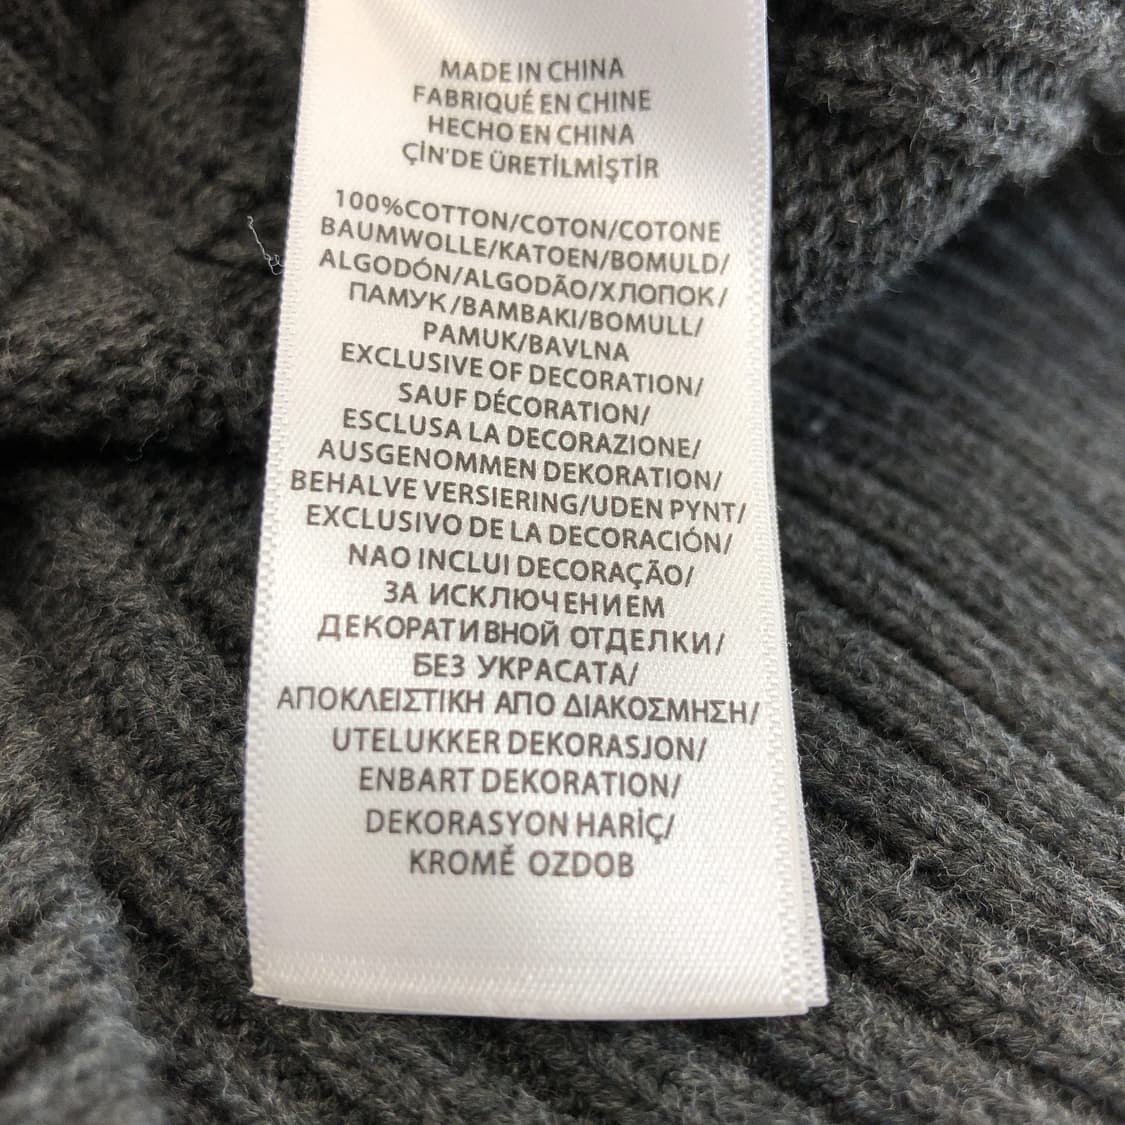 MADE IN CHINA
FABRIQUÉ EN CHINE
HECHO EN CHINA
ÇİN'DE ÜRETİLMİŞTİR
100%COTTON/COTON/COTONE
BAUMWOLLE/KATOEN/BOMULD/
ALGODÓN/ALGODÃO/ХЛОПОК/
ПАМУК/BAMBAKI/BOMULL/
PAMUK/BAVLNA
EXCLUSIVE OF DECORATION/
SAUF DÉCORATION/
ESCLUSA LA DECORAZIONE/
AUSGENOMMEN DEKORATION/
BEHALVE VERSIERING/UDEN PYNT/
EXCLUSIVO DE LA DECORACIÓN/
NAO INCLUI DECORAÇÃO/
ЗА ИСКЛЮЧЕНИЕМ
ДЕКОРАТИВНОЙ ОТДЕЛКИ/
БЕЗ УКРАСАТА/
ΑΠΟΚΛΕΙΣΤΙΚΗ ΑΠΟ ΔΙΑΚΟΣΜΗΣΗ/
UTELUKKER DEKORASJON/
ENBART DEKORATION/
DEKORASYON HARİÇ/
KROMĚ OZDOB